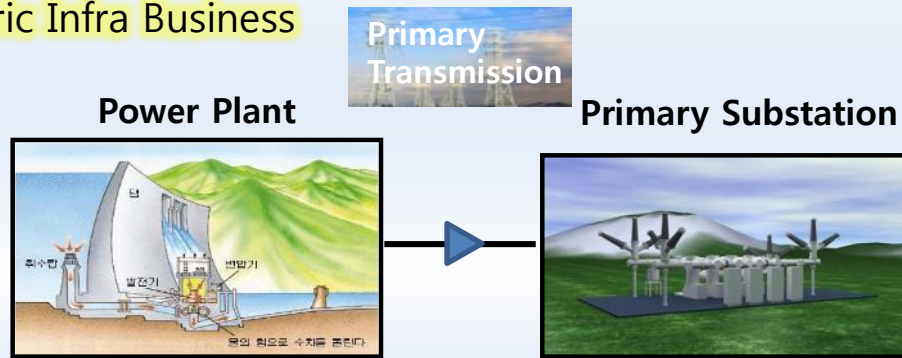 ric Infra Business
Primary
Transmission
Power Plant
Primary Substation
댐
취수탑
변압기
발전기
물의 힘으로 수차를 돌린다